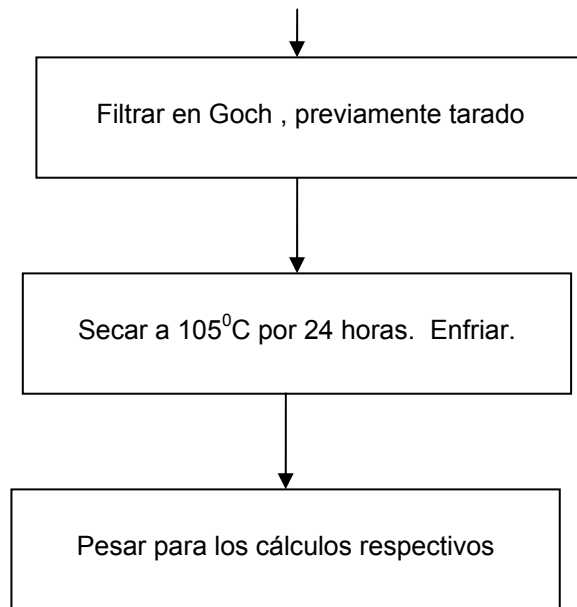 Filtrar en Goch , previamente tarado
Secar a 105⁰C por 24 horas. Enfriar.
Pesar para los cálculos respectivos